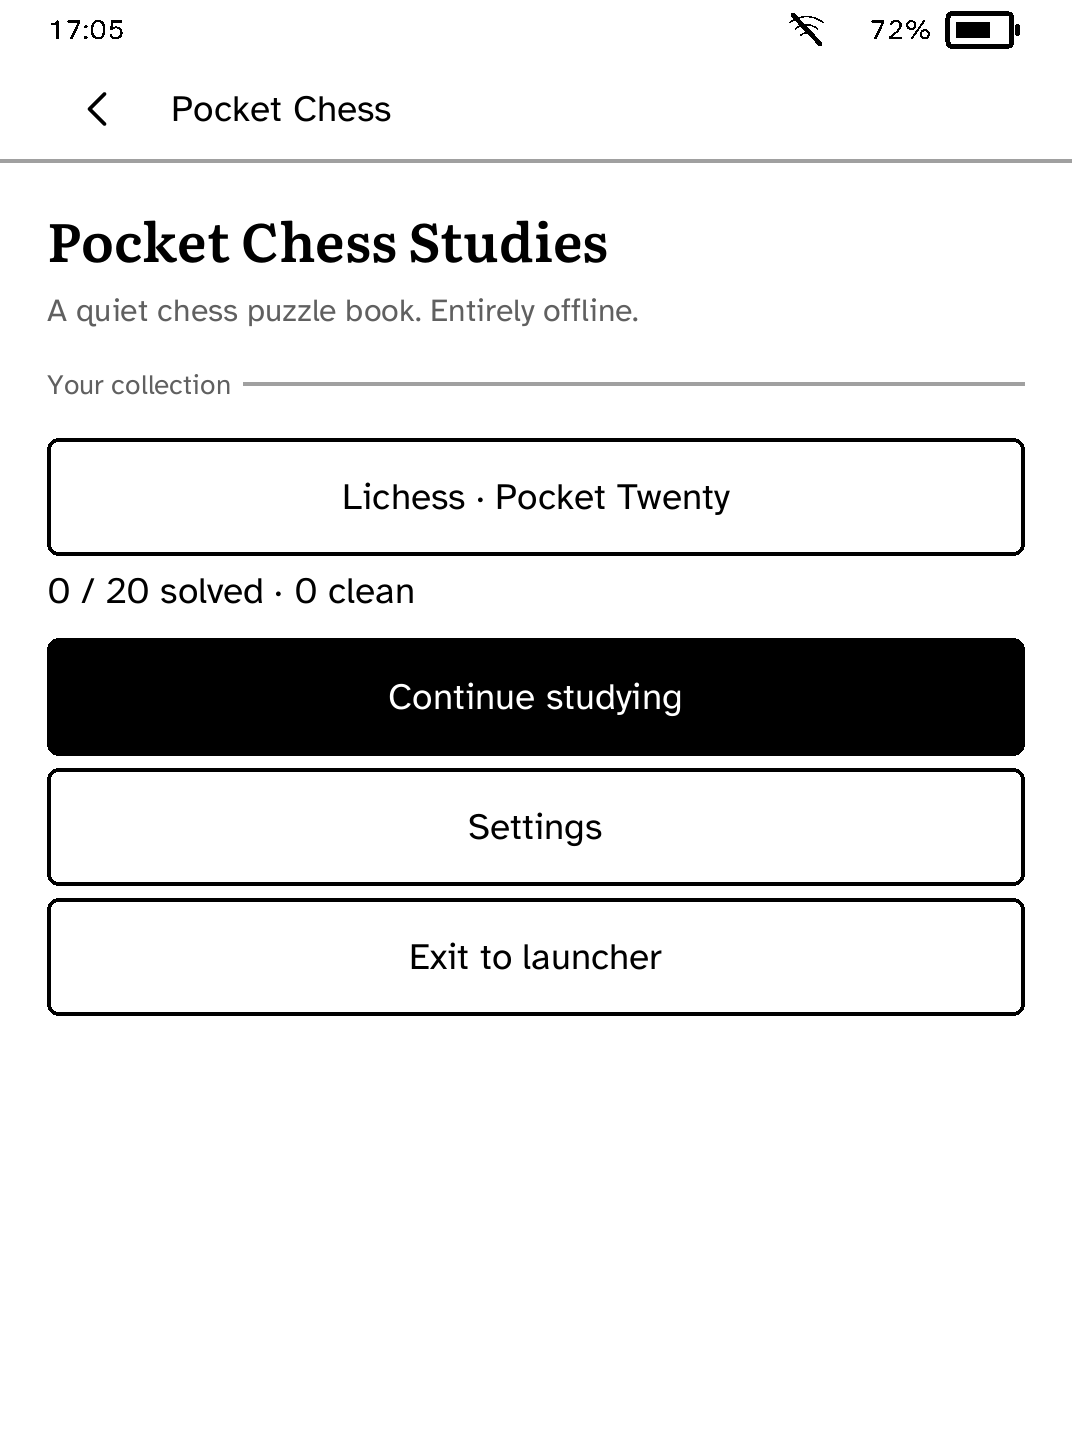 17:05
72%
Pocket Chess
Pocket Chess Studies
A quiet chess puzzle book. Entirely offline.
Your collection
Lichess · Pocket Twenty
0 / 20 solved · 0 clean
Continue studying
Settings
Exit to launcher